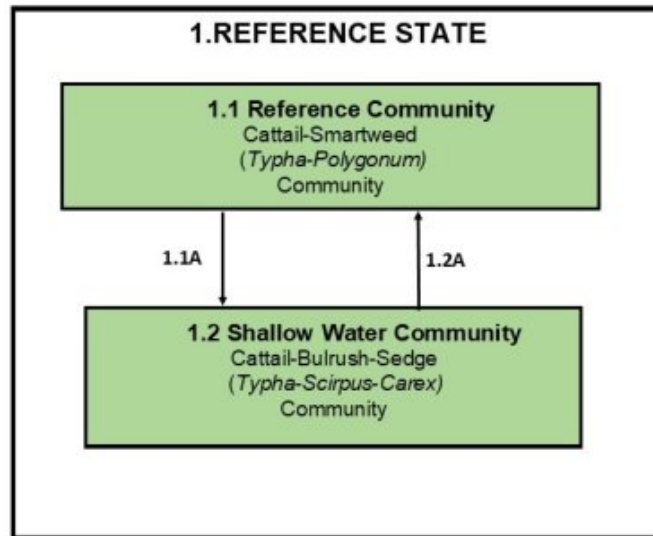 1.REFERENCE STATE
1.1 Reference Community
Cattail-Smartweed
(Typha-Polygonum)
Community
1.1A
1.2A
1.2 Shallow Water Community
Cattail-Bulrush-Sedge
(Typha-Scirpus-Carex)
Community